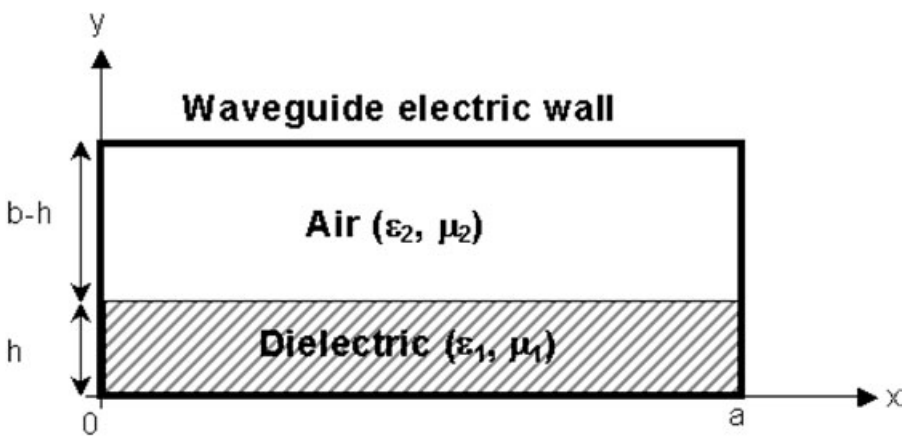 y
Waveguide electric wall
b-h
Air (ε₂, μ₂)
h
Dielectric (ε₁, μ₁)
0
a
x